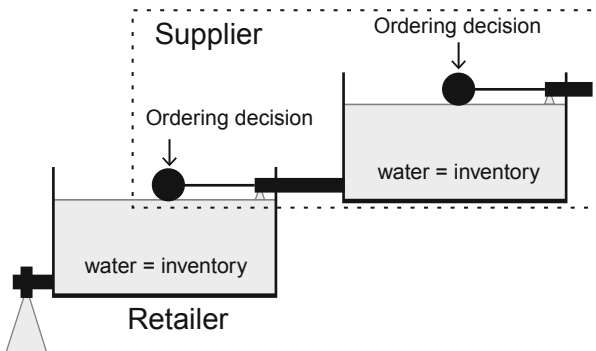 Supplier
Ordering decision
Ordering decision
water = inventory
water = inventory
Retailer